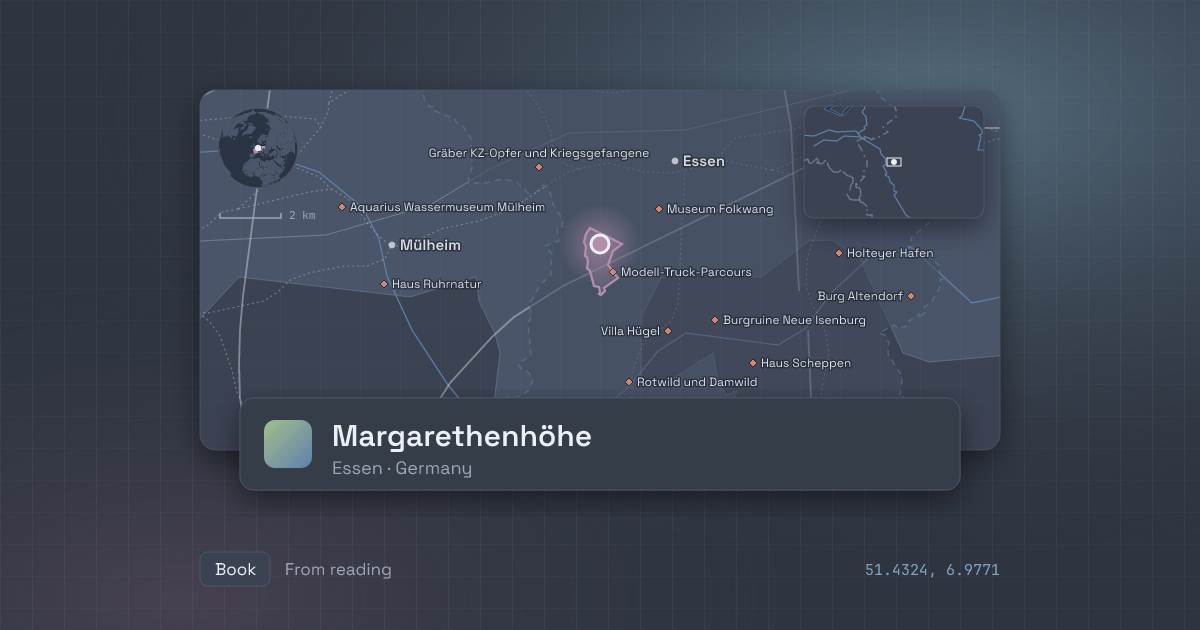 Gräber KZ-Opfer und Kriegsgefangene
Essen
Aquarius Wassermuseum Mülheim
Museum Folkwang
2 km
Mülheim
Holteyer Hafen
Modell-Truck-Parcours
Haus Ruhrnatur
Burg Altendorf
Burgruine Neue Isenburg
Villa Hügel
Haus Scheppen
Rotwild und Damwild
Margarethenhöhe
Essen · Germany
Book
From reading
51.4324, 6.9771